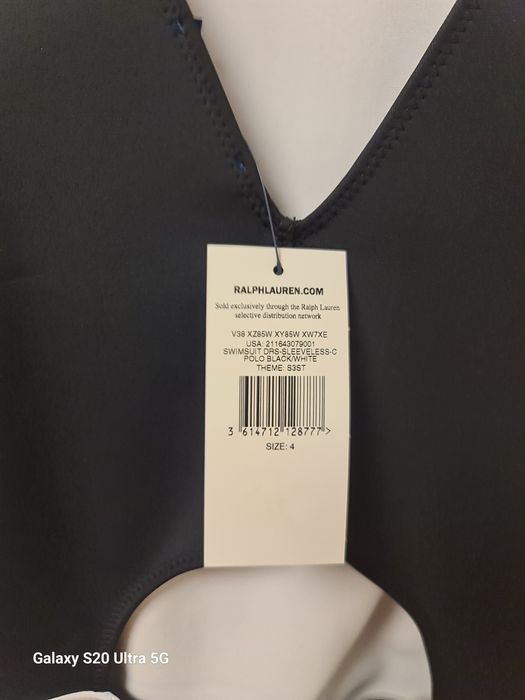 RALPHLAUREN.COM
Sold exclusively through the Ralph Lauren
selective distribution network
V38 XZ85W XY85W XW7XE
USA: 211643079001
SWIMSUIT DRS-SLEEVELESS-C
POLO BLACK/WHITE
THEME: S3ST
3 614712 128777 >
SIZE: 4
Galaxy S20 Ultra 5G